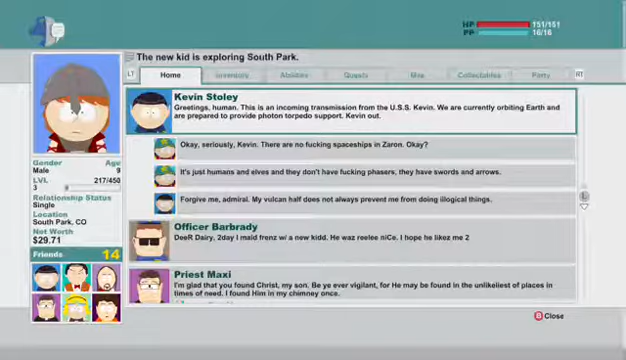 HP 151/151
PP 16/16
The new kid is exploring South Park.
LT Home Inventory Abilities Quests Map Collectables Party RT
Kevin Stoley
Greetings, human. This is an incoming transmission from the U.S.S. Kevin. We are currently orbiting Earth and
are prepared to provide photon torpedo support. Kevin out.
Okay, seriously, Kevin. There are no fucking spaceships in Zaron. Okay?
It's just humans and elves and they don't have fucking phasers, they have swords and arrows.
Forgive me, admiral. My vulcan half does not always prevent me from doing illogical things.
Gender Age
Male 9
LVL 217/450
3
Relationship Status
Single
Location
South Park, CO
Net Worth
$29.71
Friends 14
Officer Barbrady
DeeR Dairy, 2day I maid frenz w/ a new kidd. He waz reelee niCe. I hope he likez me 2
Priest Maxi
I'm glad that you found Christ, my son. Be ye ever vigilant, for He may be found in the unlikeliest of places in
times of need. I found Him in my chimney once.
L
B Close